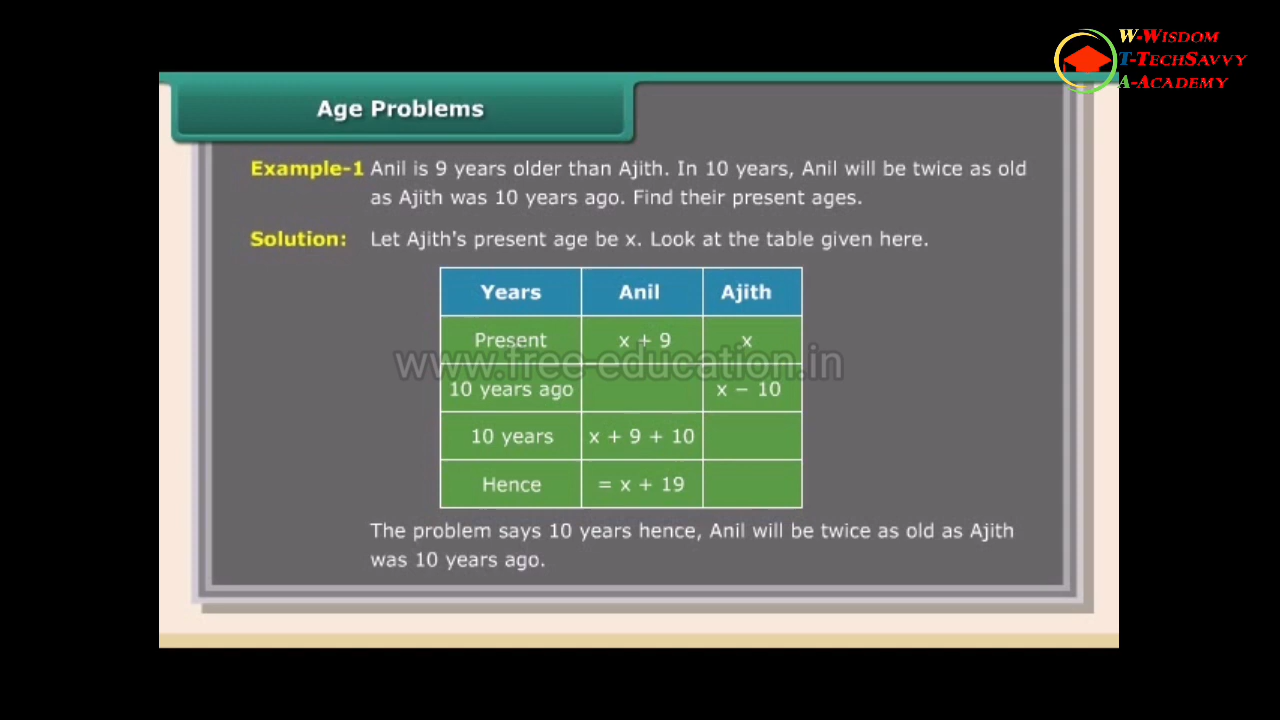 W-Wisdom
T-TechSavvy
A-Academy
Age Problems
Example-1 Anil is 9 years older than Ajith. In 10 years, Anil will be twice as old
as Ajith was 10 years ago. Find their present ages.
Solution: Let Ajith's present age be x. Look at the table given here.
Years Anil Ajith
Present x + 9 x
www.free-education.in
10 years ago x − 10
10 years x + 9 + 10
Hence = x + 19
The problem says 10 years hence, Anil will be twice as old as Ajith
was 10 years ago.